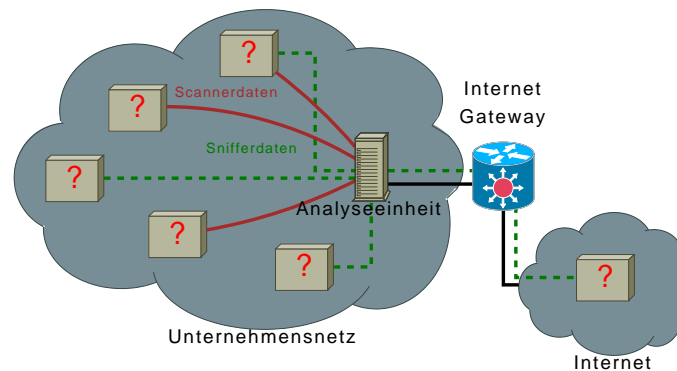 ?
Scannerdaten
?
Snifferdaten
?
?
?
Analyseeinheit
Unternehmensnetz
Internet
Gateway
?
Internet